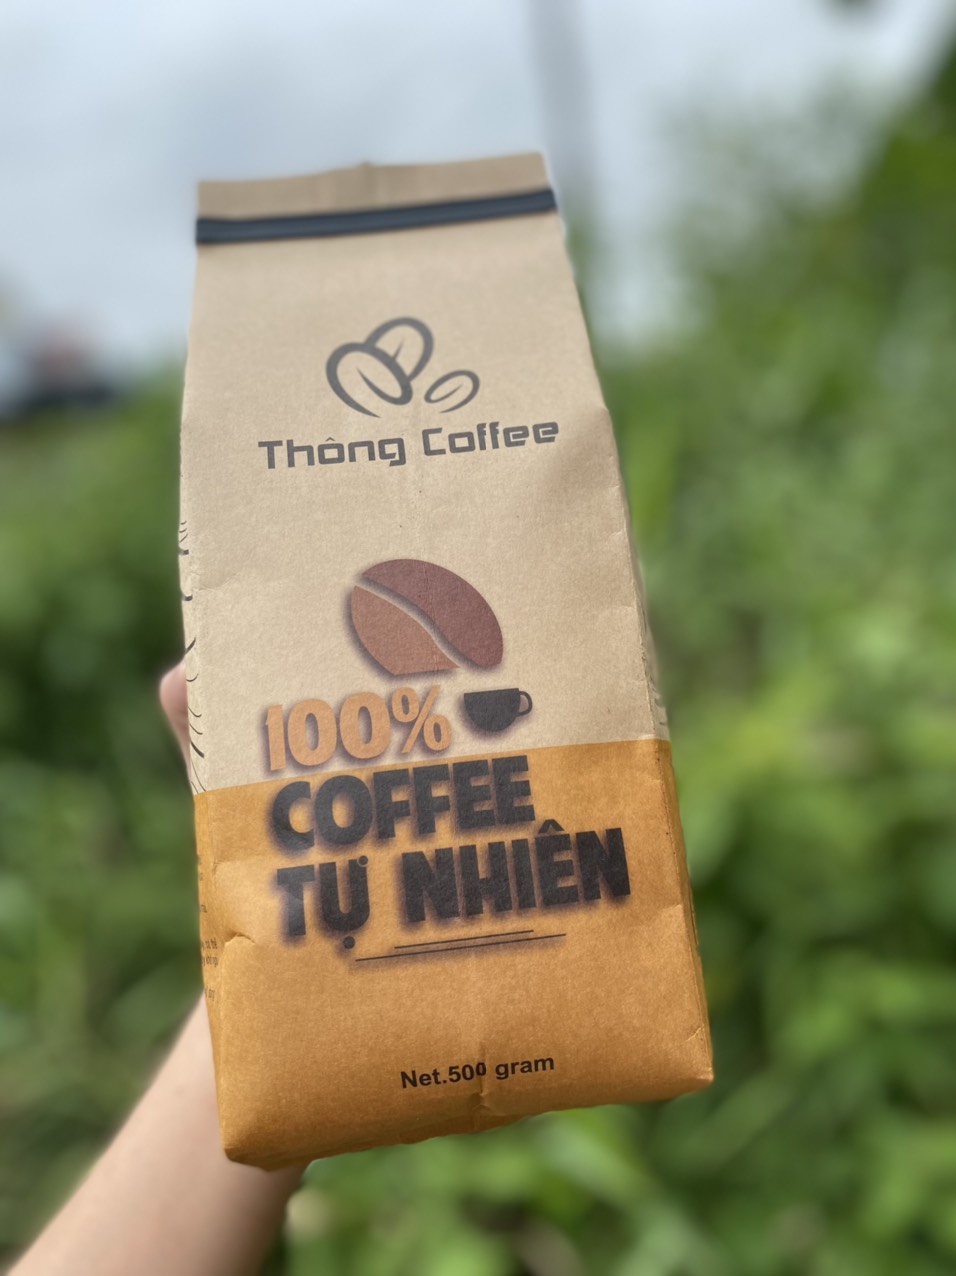 Thông Coffee
100%
COFFEE
TỰ NHIÊN
Net.500 gram